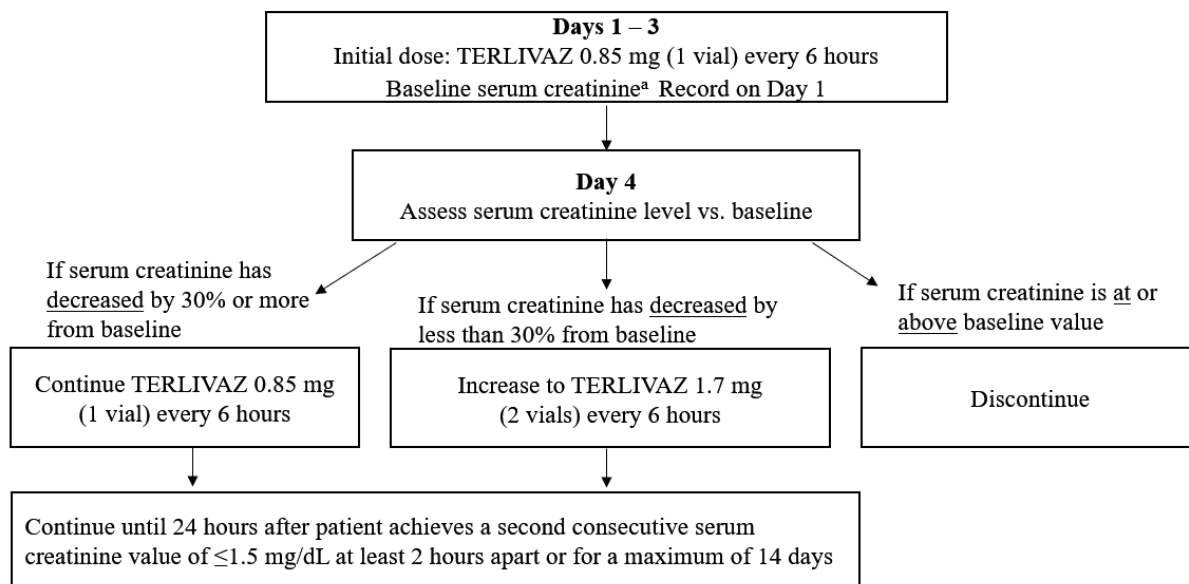 Days 1 – 3
Initial dose: TERLIVAZ 0.85 mg (1 vial) every 6 hours
Baseline serum creatinineᵃ Record on Day 1
Day 4
Assess serum creatinine level vs. baseline
If serum creatinine has
decreased by 30% or more
from baseline
If serum creatinine has decreased by
less than 30% from baseline
If serum creatinine is at or
above baseline value
Continue TERLIVAZ 0.85 mg
(1 vial) every 6 hours
Increase to TERLIVAZ 1.7 mg
(2 vials) every 6 hours
Discontinue
Continue until 24 hours after patient achieves a second consecutive serum
creatinine value of ≤1.5 mg/dL at least 2 hours apart or for a maximum of 14 days